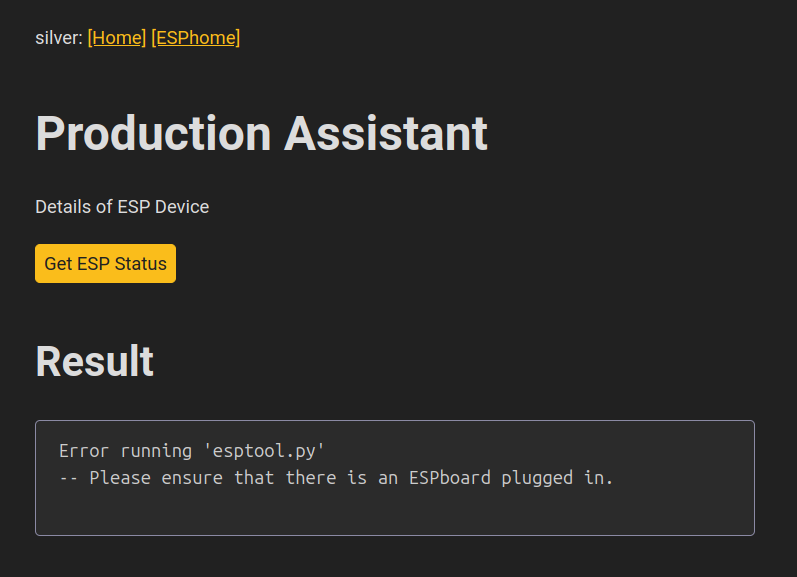 silver: [Home] [ESPhome]
Production Assistant
Details of ESP Device
Get ESP Status
Result
Error running 'esptool.py'
-- Please ensure that there is an ESPboard plugged in.